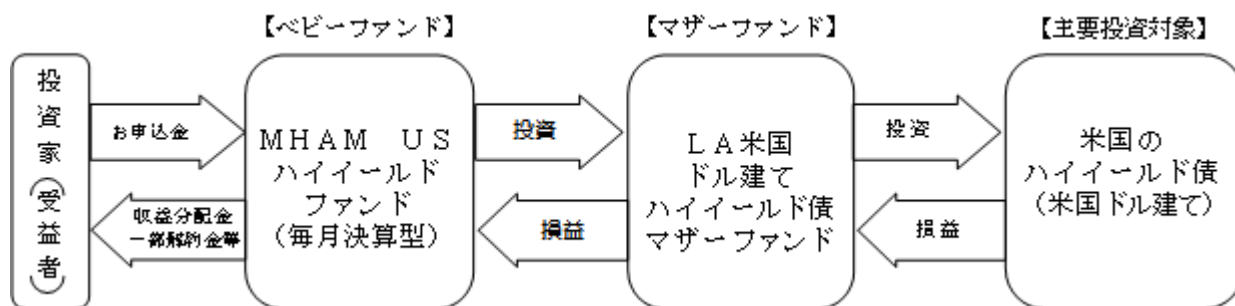 【ベビーファンド】
【マザーファンド】
【主要投資対象】
投資家（受益者）
お申込金
収益分配金
一部解約金等
ＭＨＡＭ　ＵＳ
ハイイールド
ファンド
（毎月決算型）
投資
損益
ＬＡ米国
ドル建て
ハイイールド債
マザーファンド
投資
損益
米国の
ハイイールド債
（米国ドル建て）